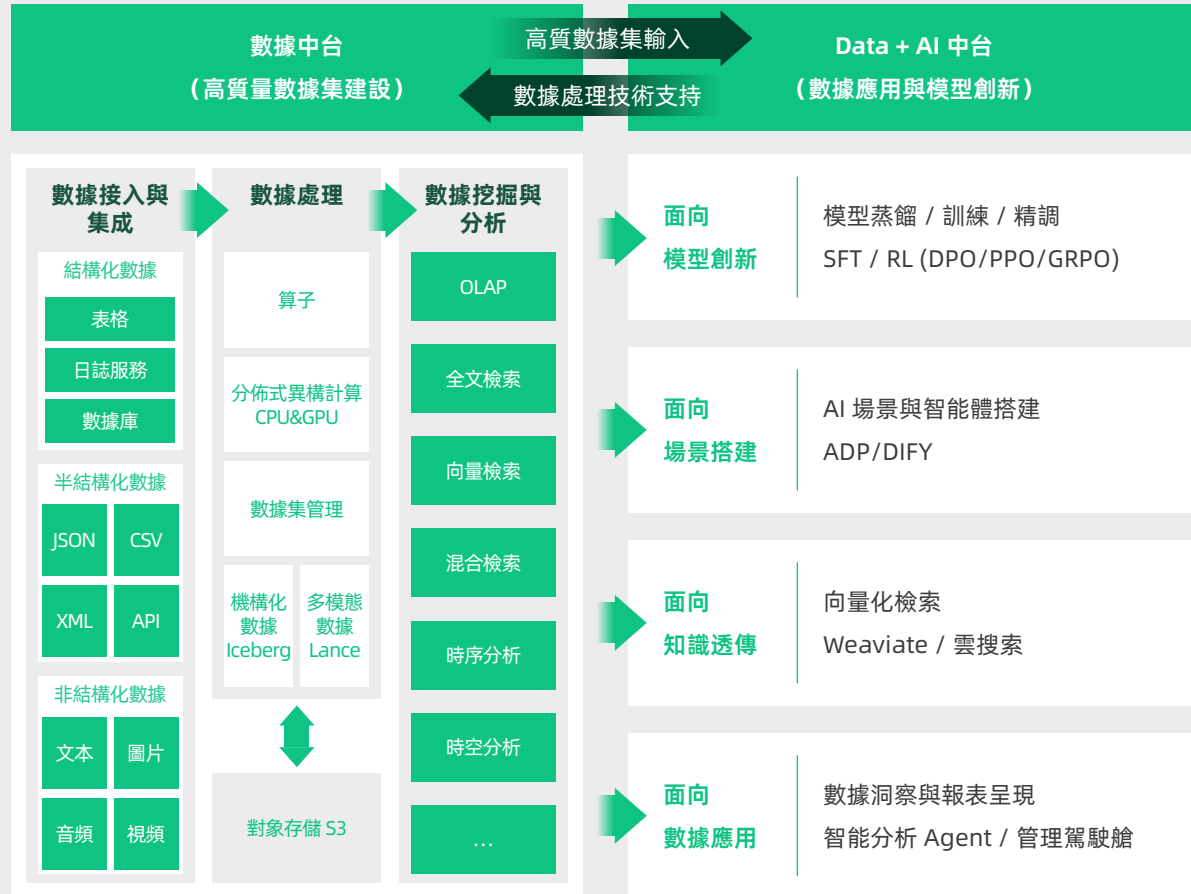 數據中台
(高質量數據集建設)
高質數據集輸入
數據處理技術支持
Data + AI 中台
(數據應用與模型創新)
數據接入與
集成
結構化數據
表格
日誌服務
數據庫
半結構化數據
JSON
CSV
XML
API
非結構化數據
文本
圖片
音頻
視頻
數據處理
算子
分佈式異構計算
CPU&GPU
數據集管理
機構化
數據
Iceberg
多模態
數據
Lance
對象存儲 S3
數據挖掘與
分析
OLAP
全文檢索
向量檢索
混合檢索
時序分析
時空分析
...
面向
模型創新
模型蒸餾 / 訓練 / 精調
SFT / RL (DPO/PPO/GRPO)
面向
場景搭建
AI 場景與智能體搭建
ADP/DIFY
面向
知識透傳
向量化檢索
Weaviate / 雲搜索
面向
數據應用
數據洞察與報表呈現
智能分析 Agent / 管理駕駛艙